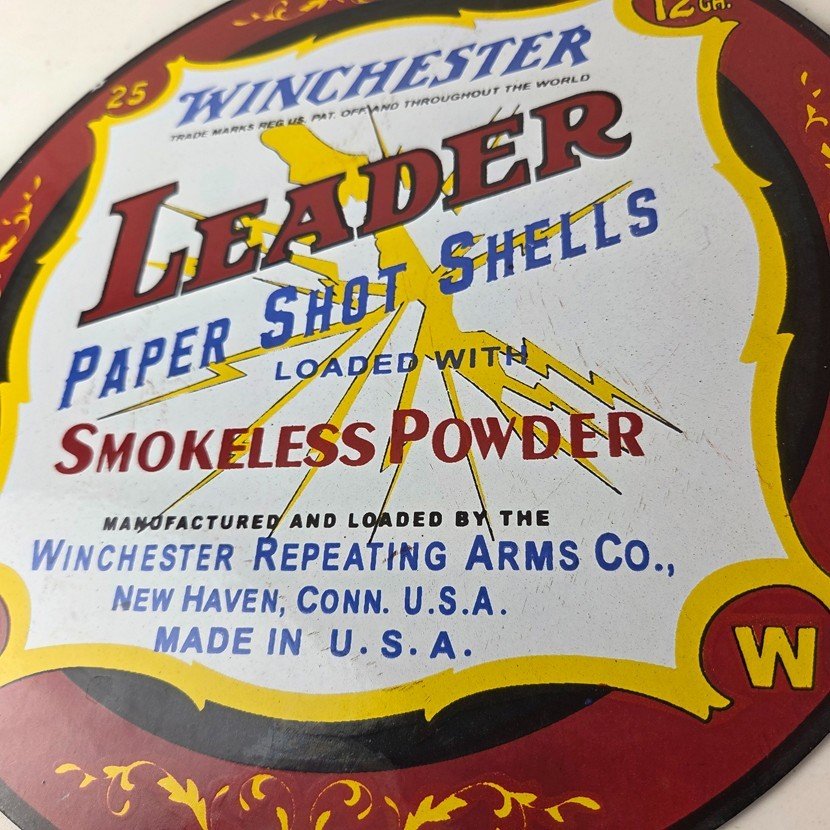 25
12 GA.
WINCHESTER
TRADE MARKS REG US. PAT. OFF AND THROUGHOUT THE WORLD
LEADER
PAPER SHOT SHELLS
LOADED WITH
SMOKELESS POWDER
MANUFACTURED AND LOADED BY THE
WINCHESTER REPEATING ARMS CO.,
NEW HAVEN, CONN. U.S.A.
MADE IN U.S.A.
W